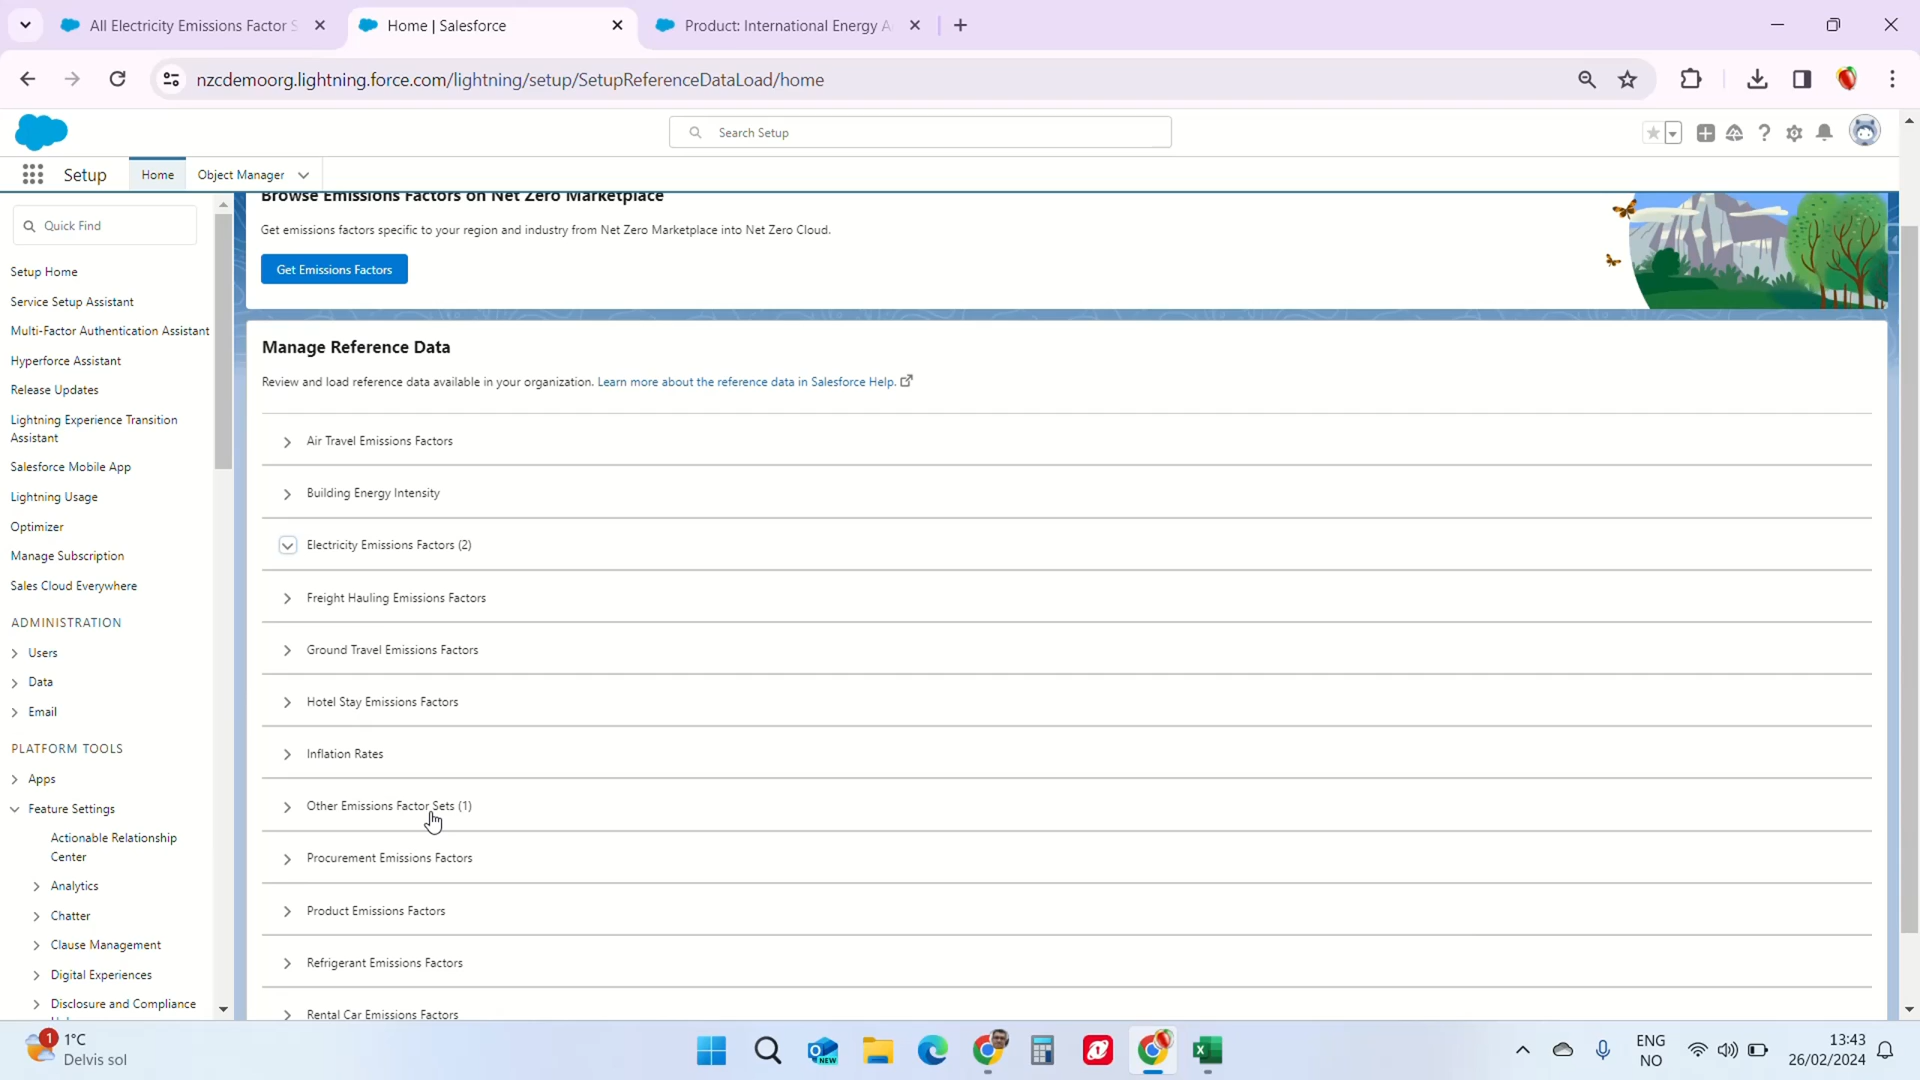 All Electricity Emissions Factor S
Home | Salesforce
Product: International Energy A
nzcdemoorg.lightning.force.com/lightning/setup/SetupReferenceDataLoad/home
Search Setup
Setup
Home
Object Manager
Quick Find
Setup Home
Service Setup Assistant
Multi-Factor Authentication Assistant
Hyperforce Assistant
Release Updates
Lightning Experience Transition
Assistant
Salesforce Mobile App
Lightning Usage
Optimizer
Manage Subscription
Sales Cloud Everywhere
ADMINISTRATION
Users
Data
Email
PLATFORM TOOLS
Apps
Feature Settings
Actionable Relationship
Center
Analytics
Chatter
Clause Management
Digital Experiences
Disclosure and Compliance
Browse Emissions Factors on Net Zero Marketplace
Get emissions factors specific to your region and industry from Net Zero Marketplace into Net Zero Cloud.
Get Emissions Factors
Manage Reference Data
Review and load reference data available in your organization. Learn more about the reference data in Salesforce Help.
Air Travel Emissions Factors
Building Energy Intensity
Electricity Emissions Factors (2)
Freight Hauling Emissions Factors
Ground Travel Emissions Factors
Hotel Stay Emissions Factors
Inflation Rates
Other Emissions Factor Sets (1)
Procurement Emissions Factors
Product Emissions Factors
Refrigerant Emissions Factors
Rental Car Emissions Factors
1
1°C
Delvis sol
NEW
ENG
NO
13:43
26/02/2024